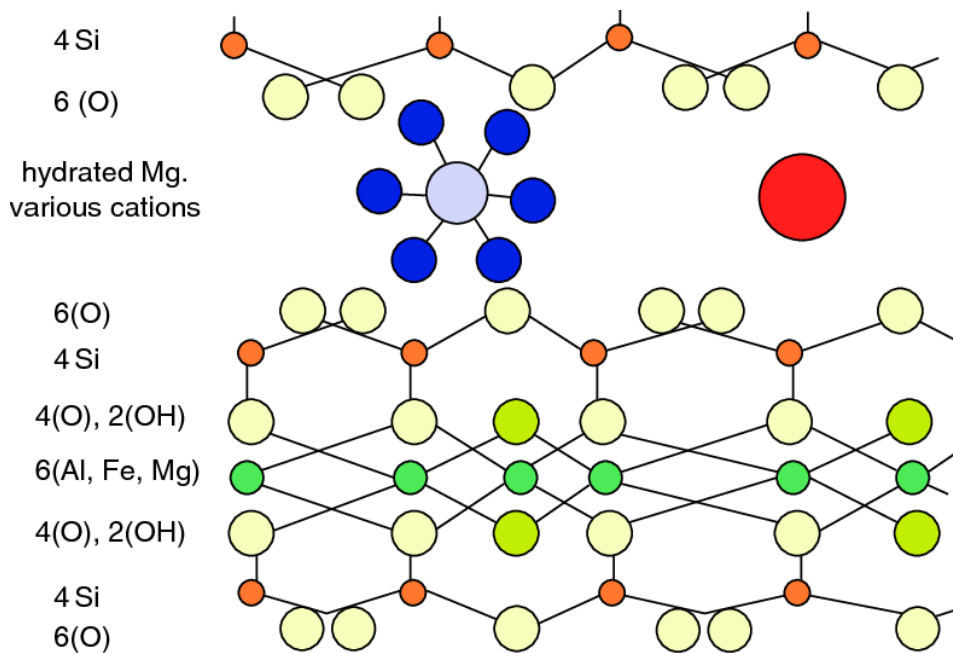 4 Si
6 (O)
hydrated Mg.
various cations
6(O)
4 Si
4(O), 2(OH)
6(Al, Fe, Mg)
4(O), 2(OH)
4 Si
6(O)